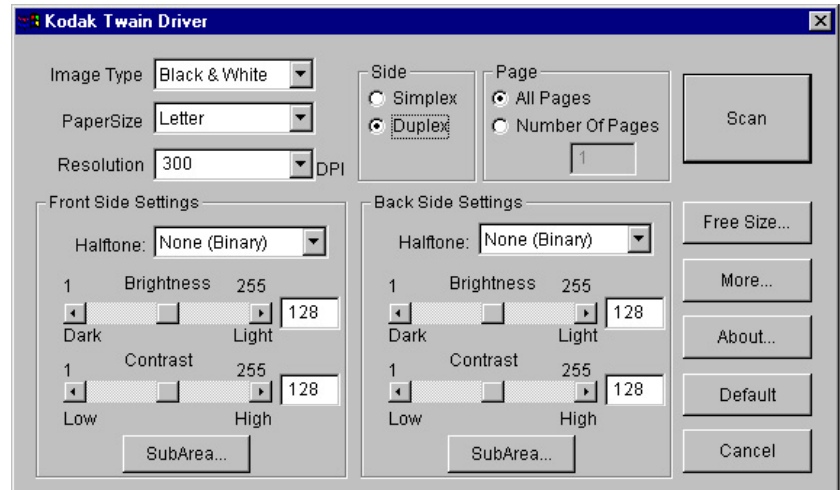 Kodak Twain Driver
Image Type Black & White
PaperSize Letter
Resolution 300 DPI
Side
Simplex
Duplex
Page
All Pages
Number Of Pages
1
Scan
Front Side Settings
Halftone: None (Binary)
1 Brightness 255
128
Dark Light
1 Contrast 255
128
Low High
SubArea...
Back Side Settings
Halftone: None (Binary)
1 Brightness 255
128
Dark Light
1 Contrast 255
128
Low High
SubArea...
Free Size...
More...
About...
Default
Cancel